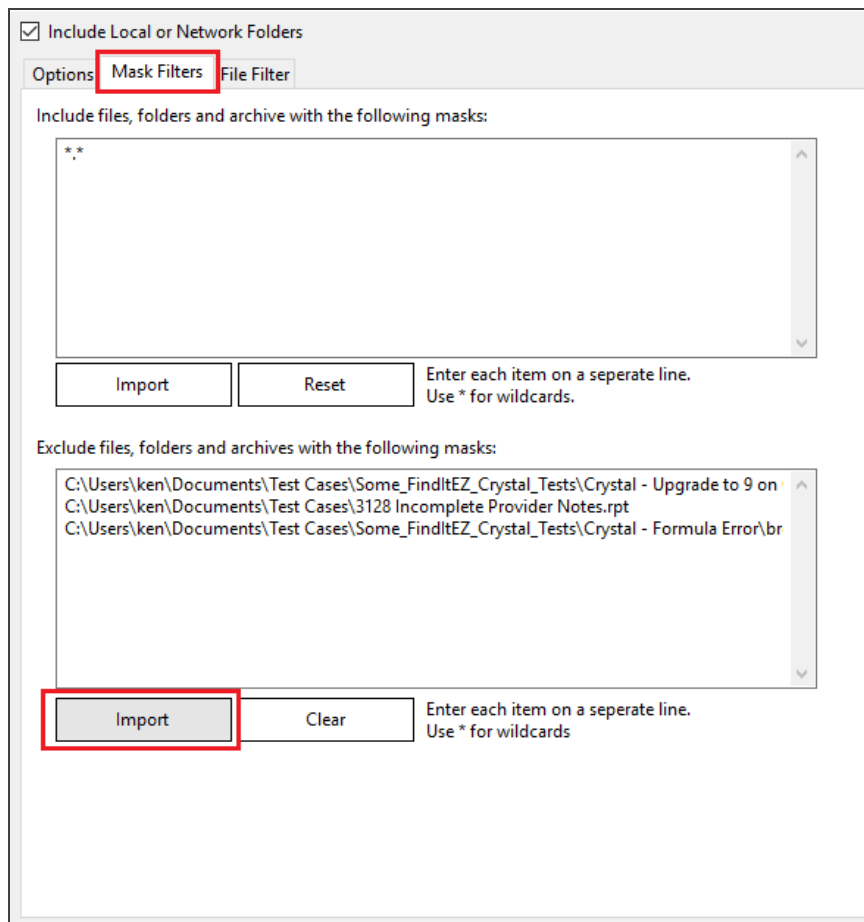 Include Local or Network Folders
Options Mask Filters File Filter
Include files, folders and archive with the following masks:
*.*
Import Reset Enter each item on a seperate line.
Use * for wildcards.
Exclude files, folders and archives with the following masks:
C:\Users\ken\Documents\Test Cases\Some_FindItEZ_Crystal_Tests\Crystal - Upgrade to 9 on
C:\Users\ken\Documents\Test Cases\3128 Incomplete Provider Notes.rpt
C:\Users\ken\Documents\Test Cases\Some_FindItEZ_Crystal_Tests\Crystal - Formula Error\br
Import Clear Enter each item on a seperate line.
Use * for wildcards